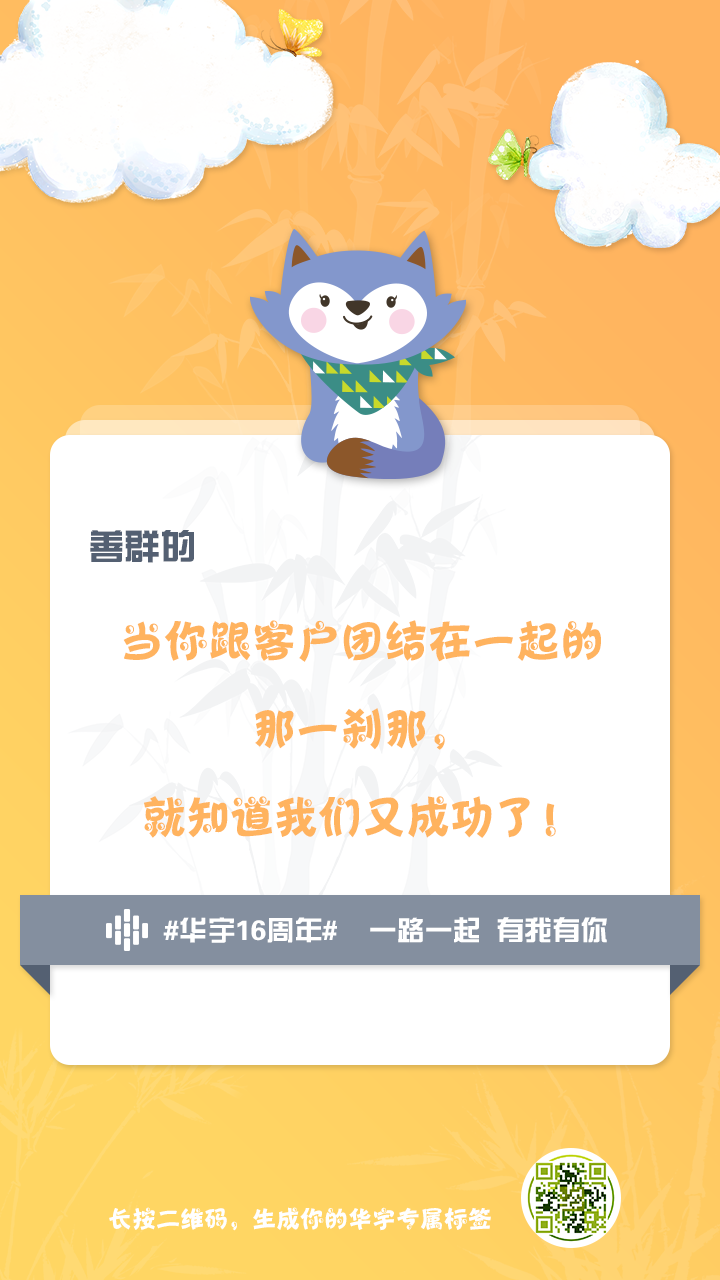 善群的
当你跟客户团结在一起的
那一刹那，
就知道我们又成功了！
#华宇16周年# 一路一起 有我有你
长按二维码，生成你的华宇专属标签